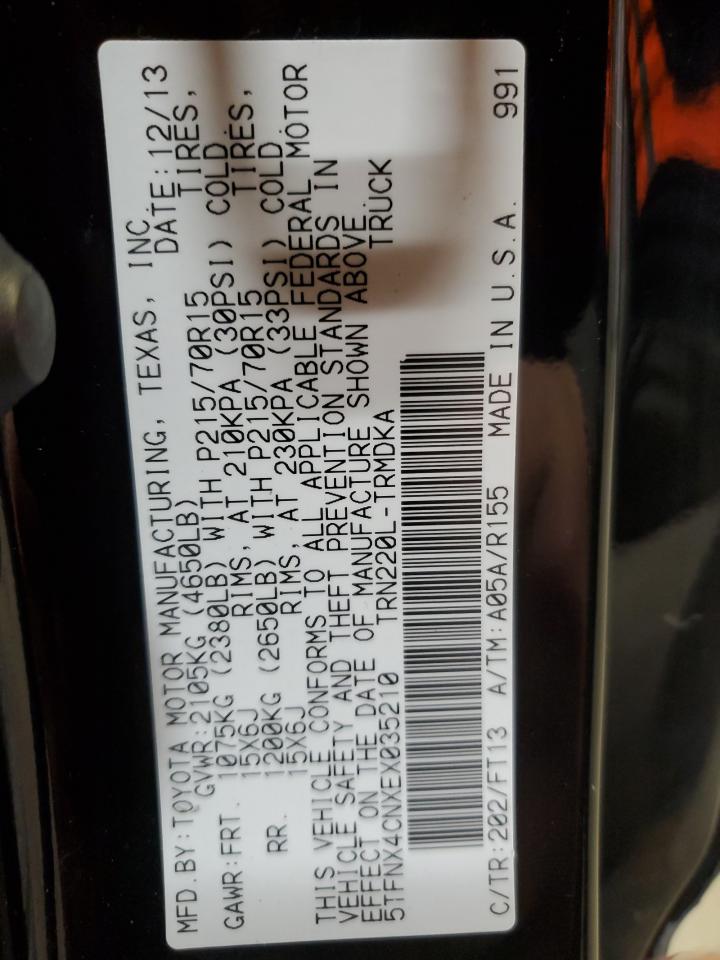 MFD.BY:TOYOTA MOTOR MANUFACTURING, TEXAS, INC.
GVWR:2105KG (4650LB) DATE:12/13
GAWR:FRT. 1075KG (2380LB) WITH P215/70R15 TIRES,
15X6J RIMS, AT 210KPA (30PSI) COLD
RR. 1200KG (2650LB) WITH P215/70R15 TIRES,
15X6J RIMS, AT 230KPA (33PSI) COLD
THIS VEHICLE CONFORMS TO ALL APPLICABLE FEDERAL MOTOR
VEHICLE SAFETY AND THEFT PREVENTION STANDARDS IN
EFFECT ON THE DATE OF MANUFACTURE SHOWN ABOVE.
5TFNX4CNXEX035210 TRN220L-TRMDKA TRUCK
C/TR:202/FT13 A/TM:A05A/R155 MADE IN U.S.A. 991